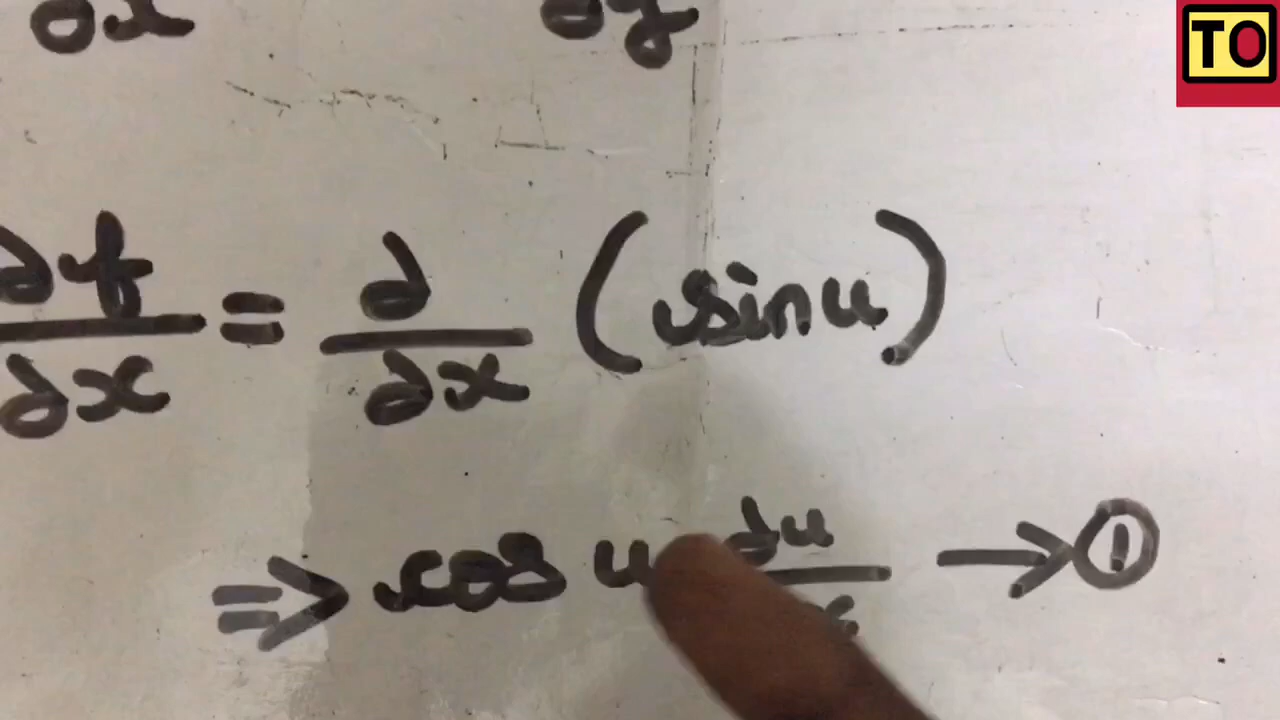 TO
∂x ∂y
∂f/∂x = ∂/∂x (sinu)
⇒ cos u ∂u/ → ①